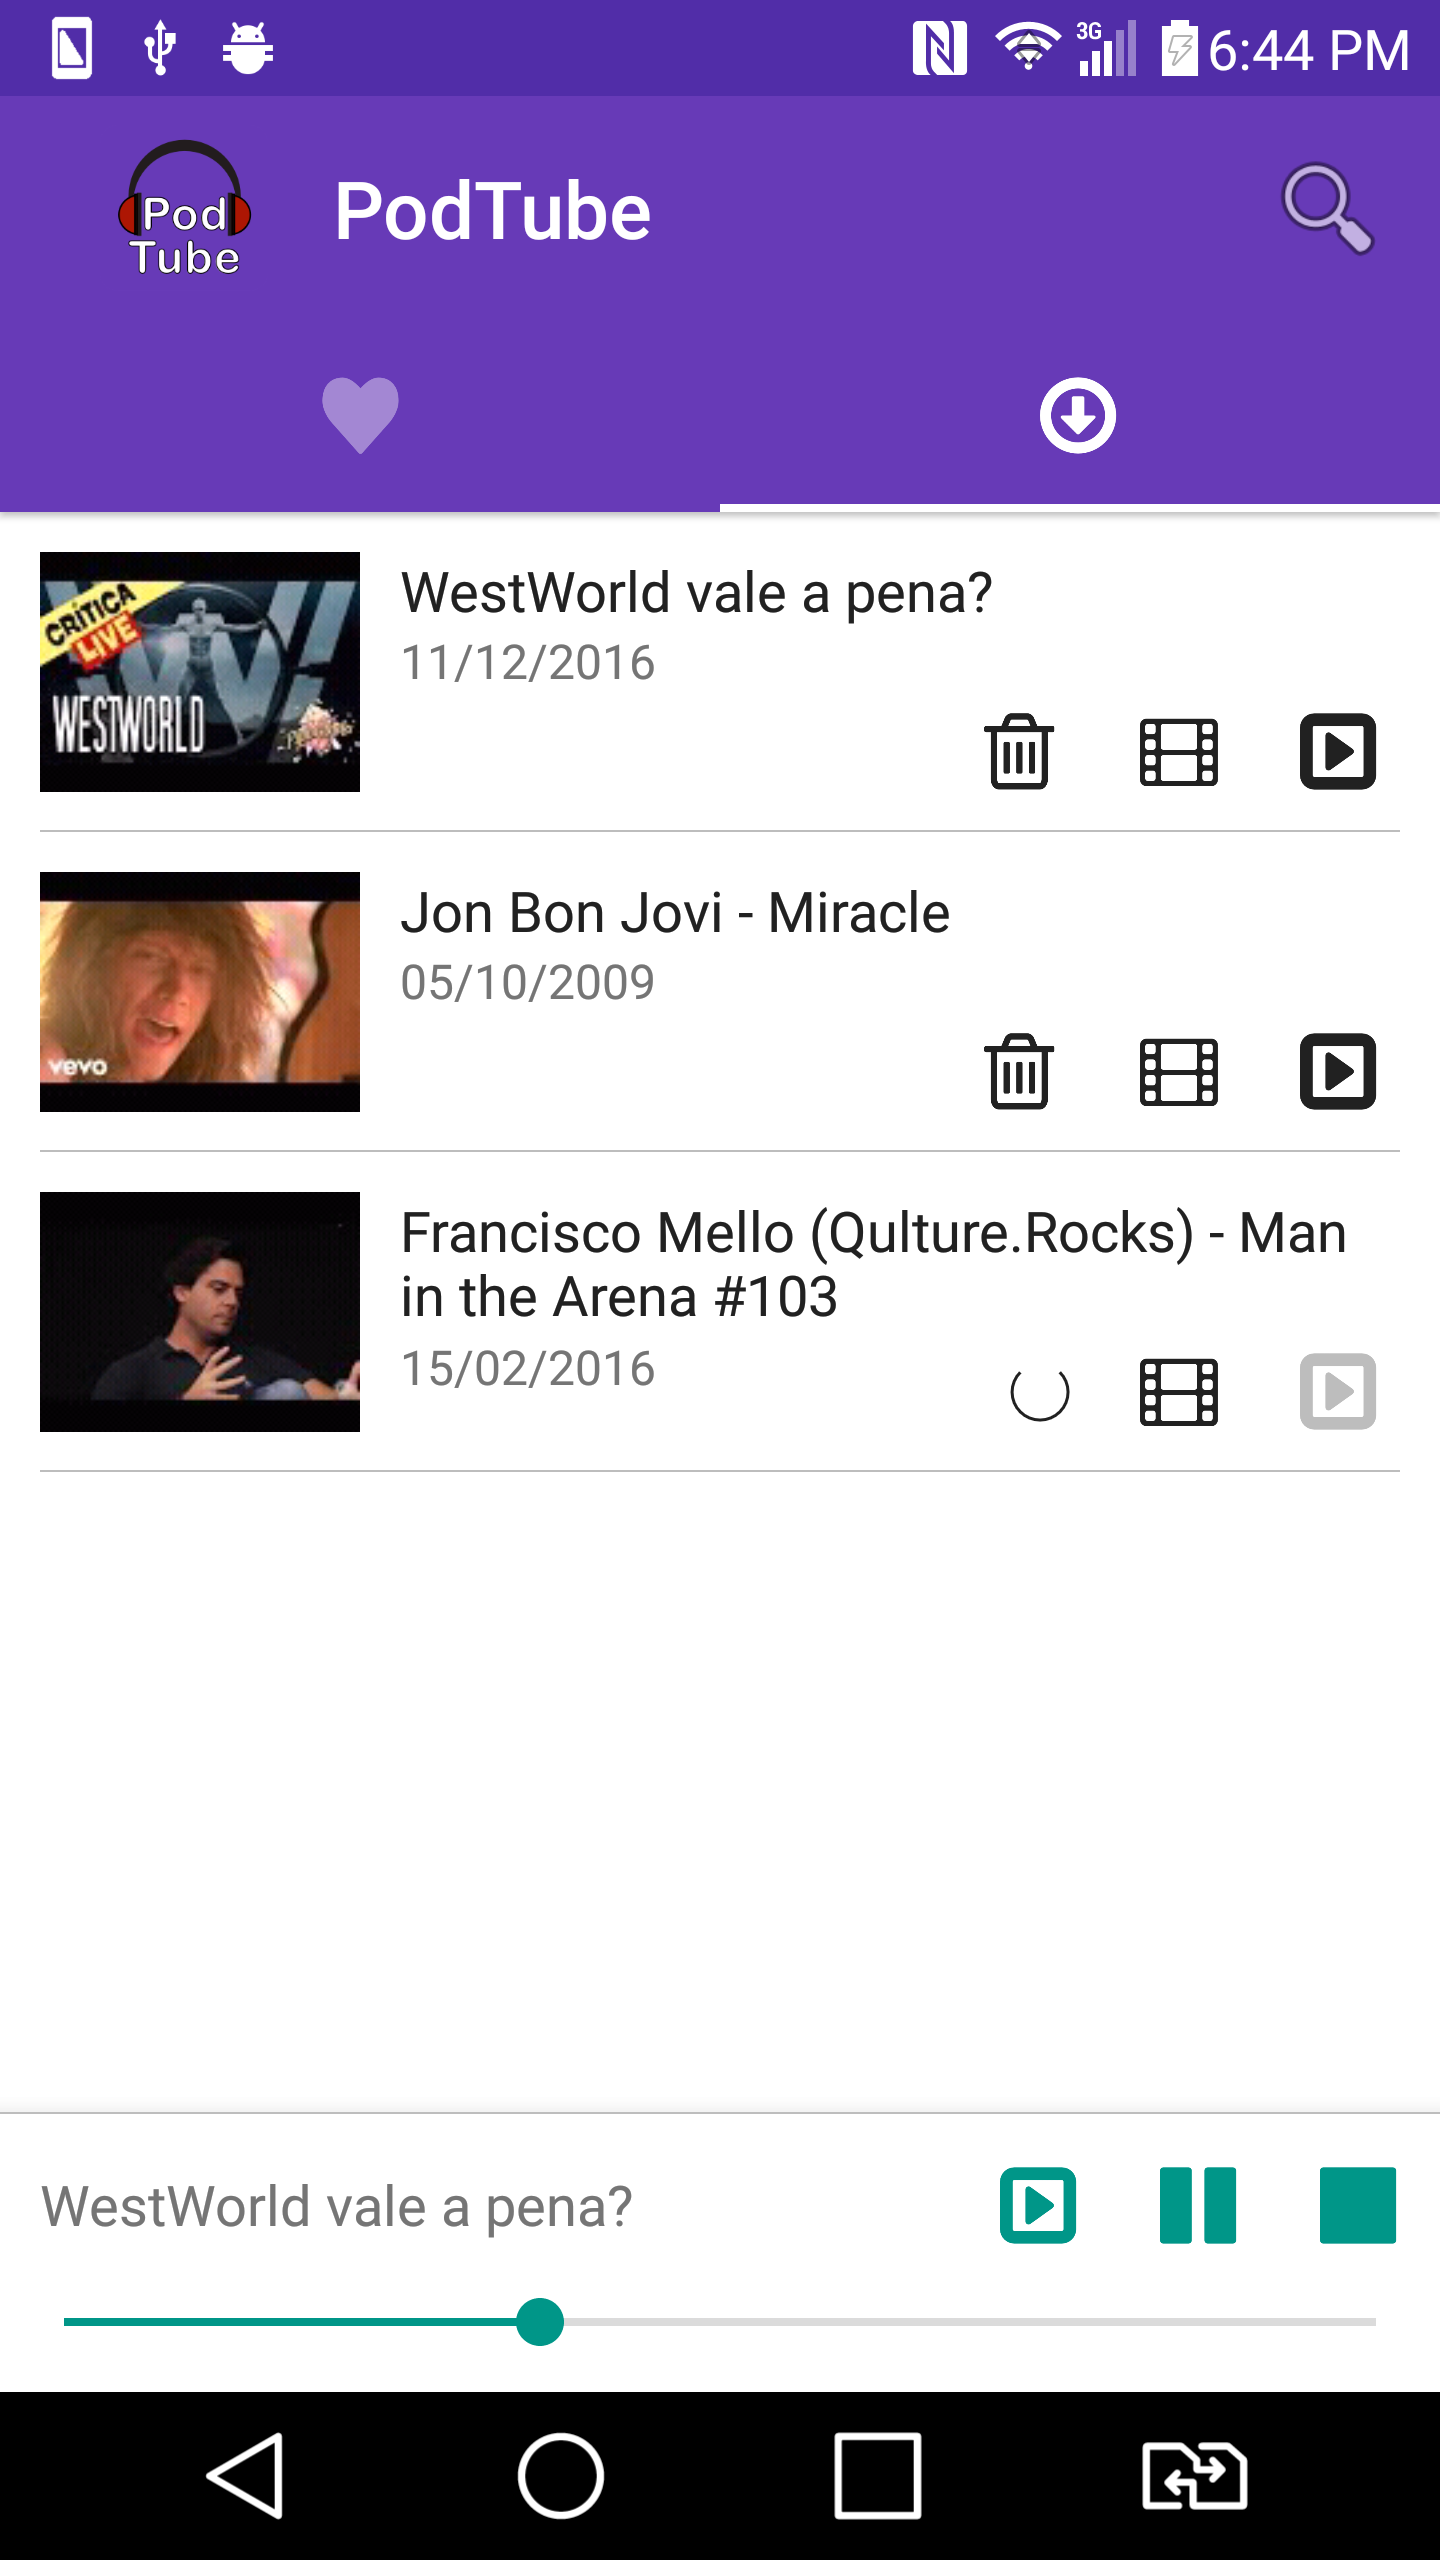 3G
6:44 PM
Pod
Tube
PodTube
CRÍTICA
LIVE
WESTWORLD
WestWorld vale a pena?
11/12/2016
vevo
Jon Bon Jovi - Miracle
05/10/2009
Francisco Mello (Qulture.Rocks) - Man
in the Arena #103
15/02/2016
WestWorld vale a pena?